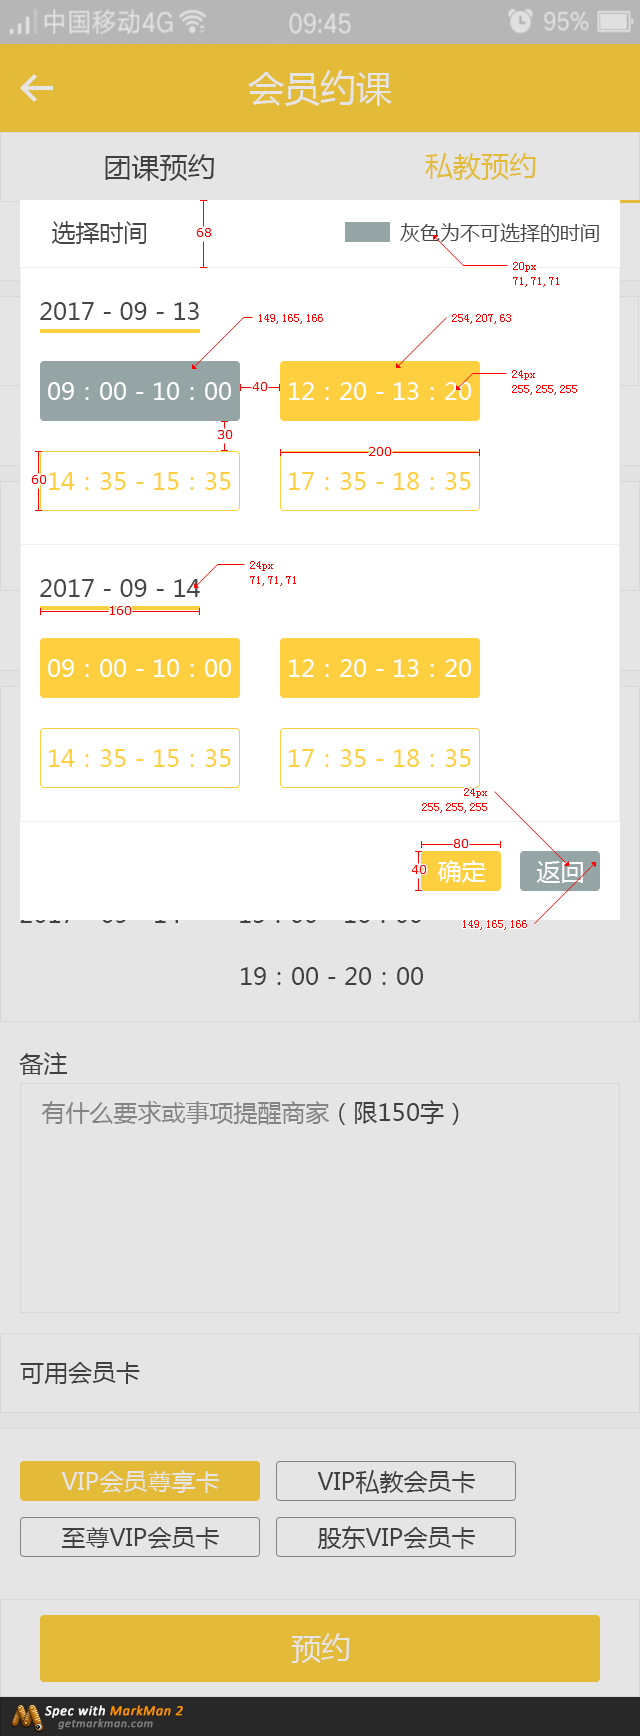 中国移动4G 09:45 95%
会员约课
团课预约 私教预约
选择时间 68 灰色为不可选择的时间
20px
71, 71, 71
2017 - 09 - 13
149, 165, 166 254, 207, 63
09 : 00 - 10 : 00 40 12 : 20 - 13 : 20
24px
255, 255, 255
30
200
60 14 : 35 - 15 : 35 17 : 35 - 18 : 35
2017 - 09 - 14
24px
71, 71, 71
160
09 : 00 - 10 : 00 12 : 20 - 13 : 20
14 : 35 - 15 : 35 17 : 35 - 18 : 35
24px
255, 255, 255
80
40 确定 返回
149, 165, 166
19 : 00 - 20 : 00
备注
有什么要求或事项提醒商家（限150字）
可用会员卡
VIP会员尊享卡 VIP私教会员卡
至尊VIP会员卡 股东VIP会员卡
预约
Spec with MarkMan 2
getmarkman.com